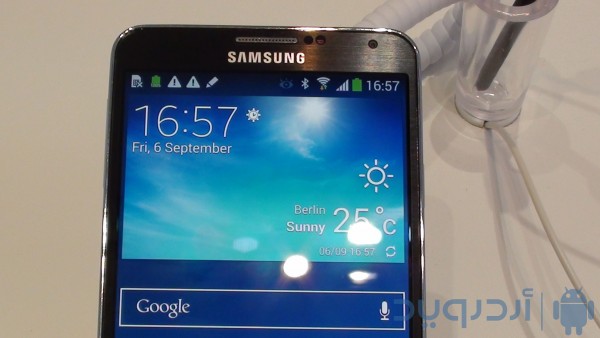 SAMSUNG
16:57
16:57
Fri, 6 September
Berlin
Sunny 25°C
06/09 16:57
Google
أردرويد